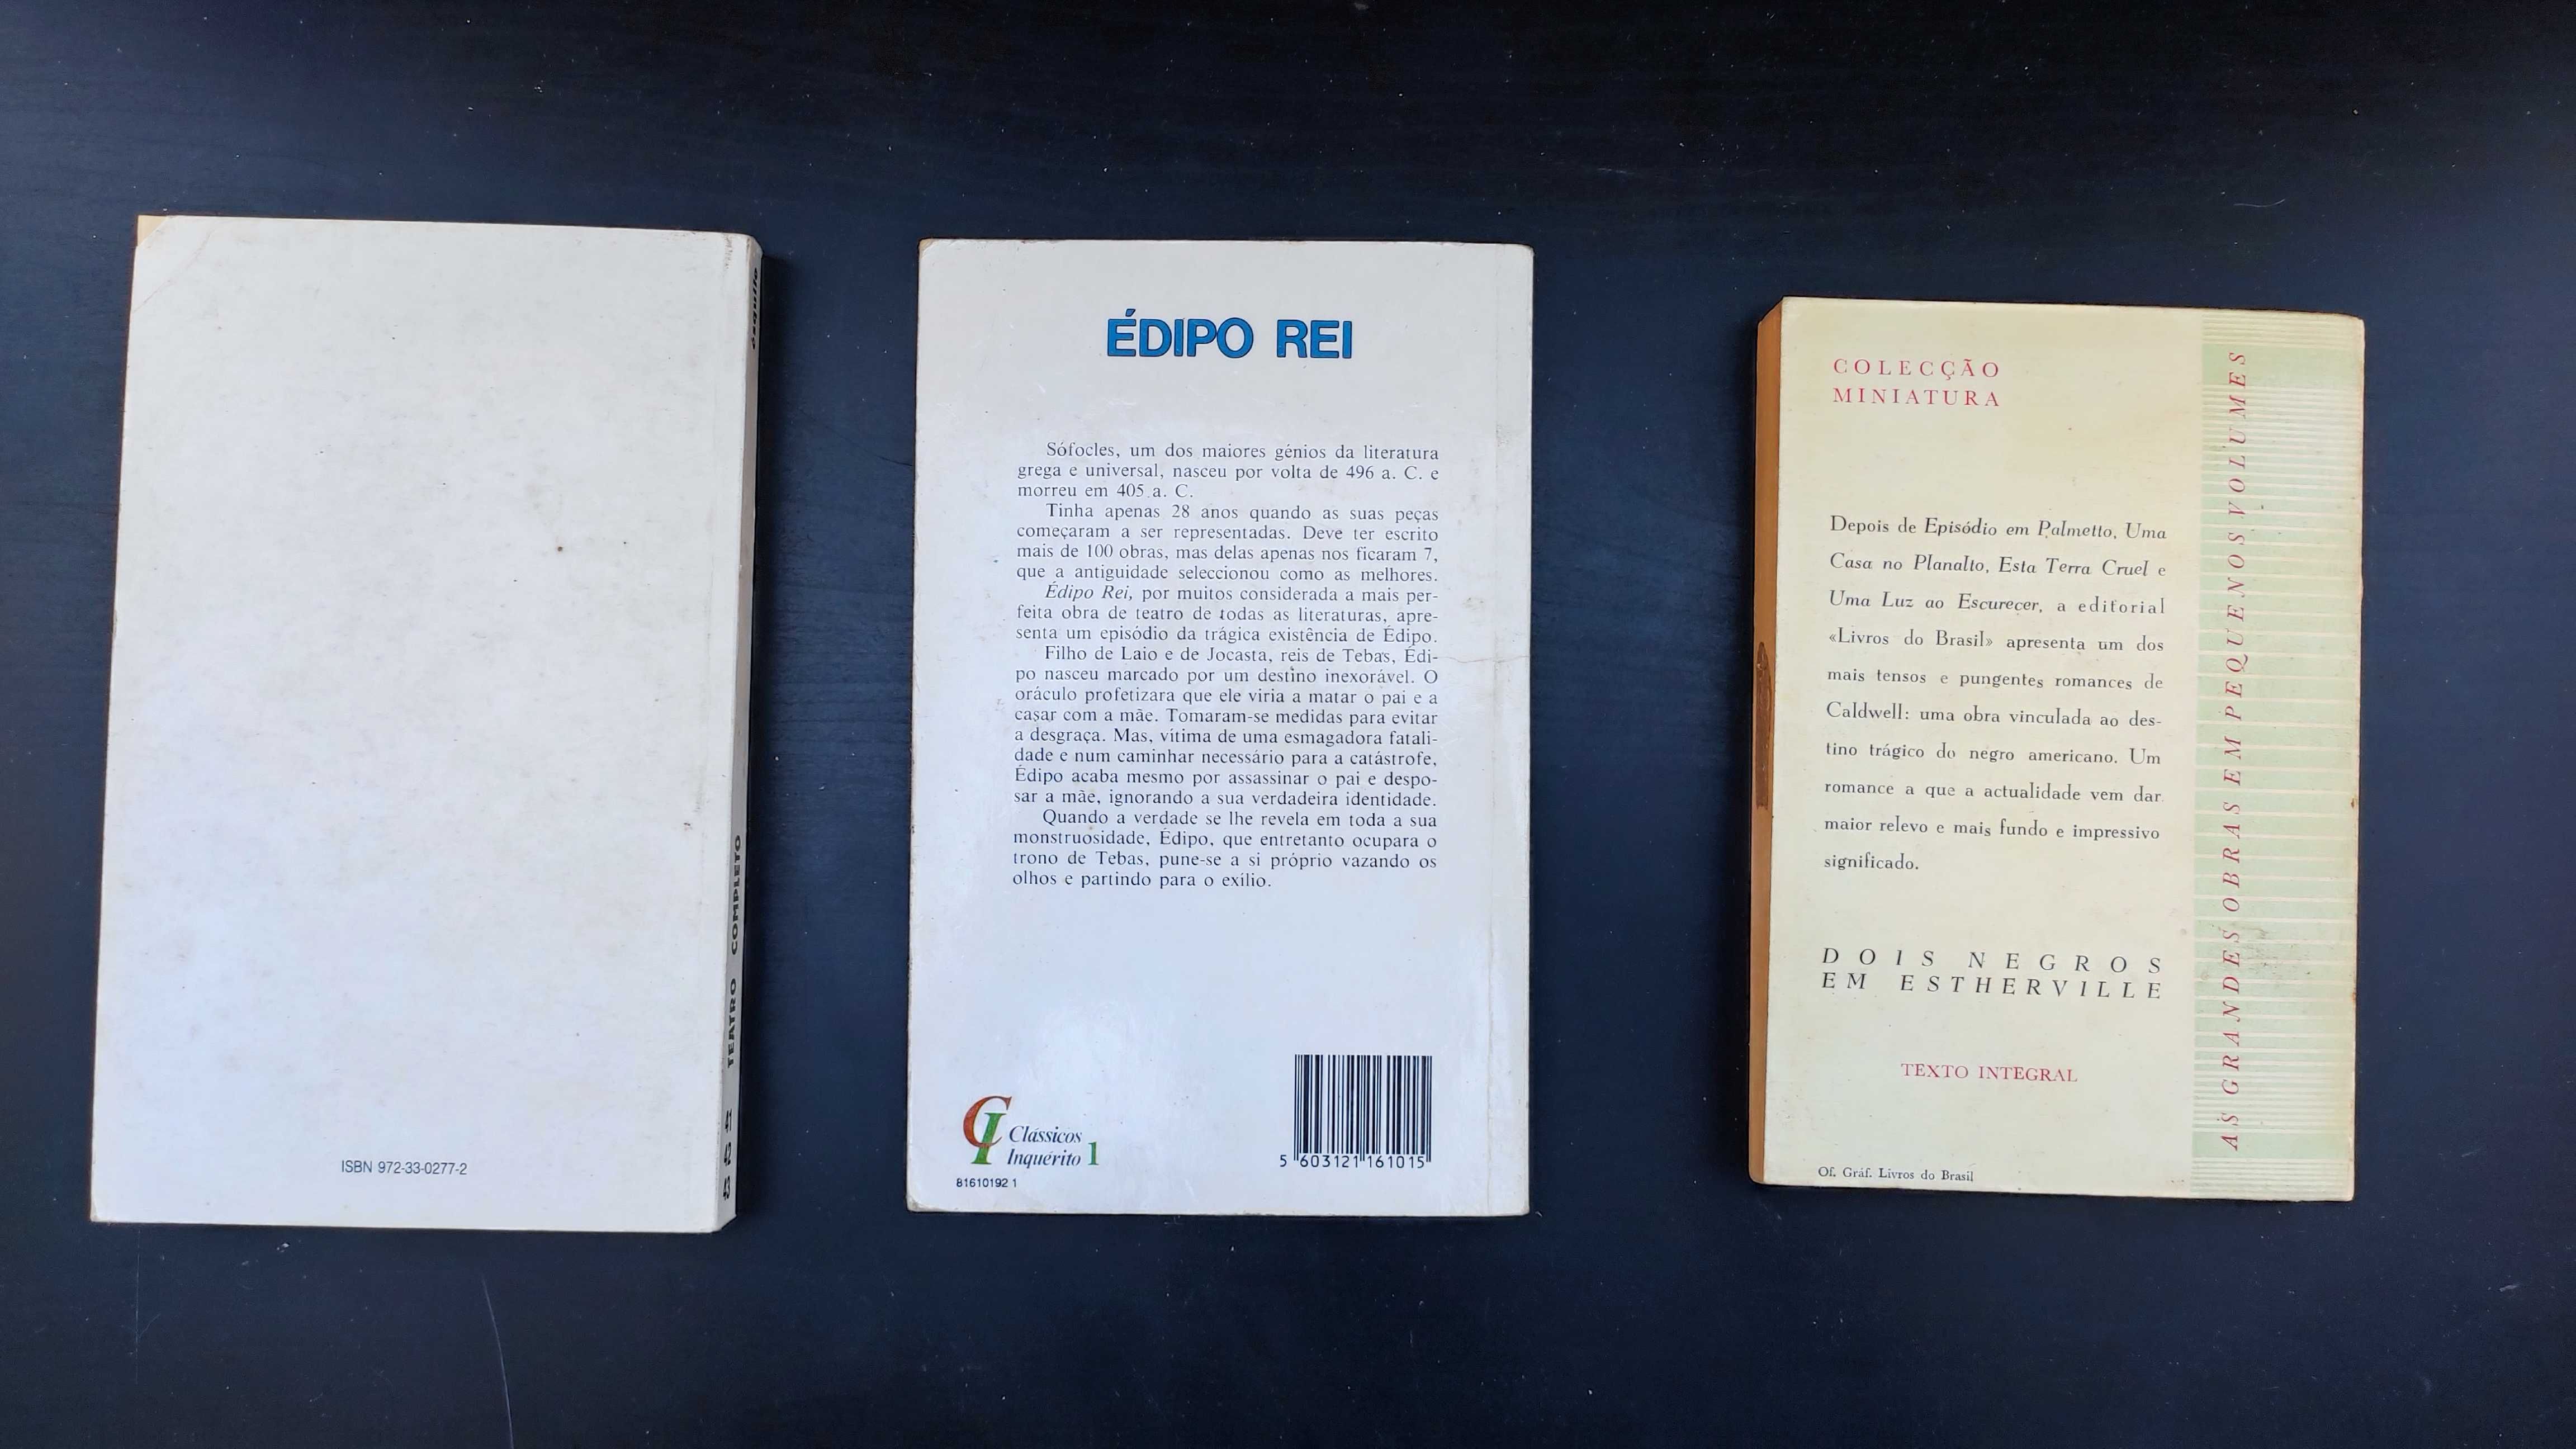 ésquilo
TEATRO COMPLETO
ISBN 972-33-0277-2
ÉDIPO REI
Sófocles, um dos maiores génios da literatura
grega e universal, nasceu por volta de 496 a. C. e
morreu em 405 a. C.
Tinha apenas 28 anos quando as suas peças
começaram a ser representadas. Deve ter escrito
mais de 100 obras, mas delas apenas nos ficaram 7,
que a antiguidade seleccionou como as melhores.
Édipo Rei, por muitos considerada a mais per-
feita obra de teatro de todas as literaturas, apre-
senta um episódio da trágica existência de Édipo.
Filho de Laio e de Jocasta, reis de Tebas, Édi-
po nasceu marcado por um destino inexorável. O
oráculo profetizara que ele viria a matar o pai e a
casar com a mãe. Tomaram-se medidas para evitar
a desgraça. Mas, vítima de uma esmagadora fatali-
dade e num caminhar necessário para a catástrofe,
Édipo acaba mesmo por assassinar o pai e despo-
sar a mãe, ignorando a sua verdadeira identidade.
Quando a verdade se lhe revela em toda a sua
monstruosidade, Édipo, que entretanto ocupara o
trono de Tebas, pune-se a si próprio vazando os
olhos e partindo para o exílio.
CI Clássicos
Inquérito 1
81610192 1
5 603121 161015
COLECÇÃO
MINIATURA
Depois de Episódio em Palmetto, Uma
Casa no Planalto, Esta Terra Cruel e
Uma Luz ao Escurecer, a editorial
«Livros do Brasil» apresenta um dos
mais tensos e pungentes romances de
Caldwell: uma obra vinculada ao des-
tino trágico do negro americano. Um
romance a que a actualidade vem dar
maior relevo e mais fundo e impressivo
significado.
DOIS NEGROS
EM ESTHERVILLE
TEXTO INTEGRAL
Of. Gráf. Livros do Brasil
AS GRANDES OBRAS EM PEQUENOS VOLUMES